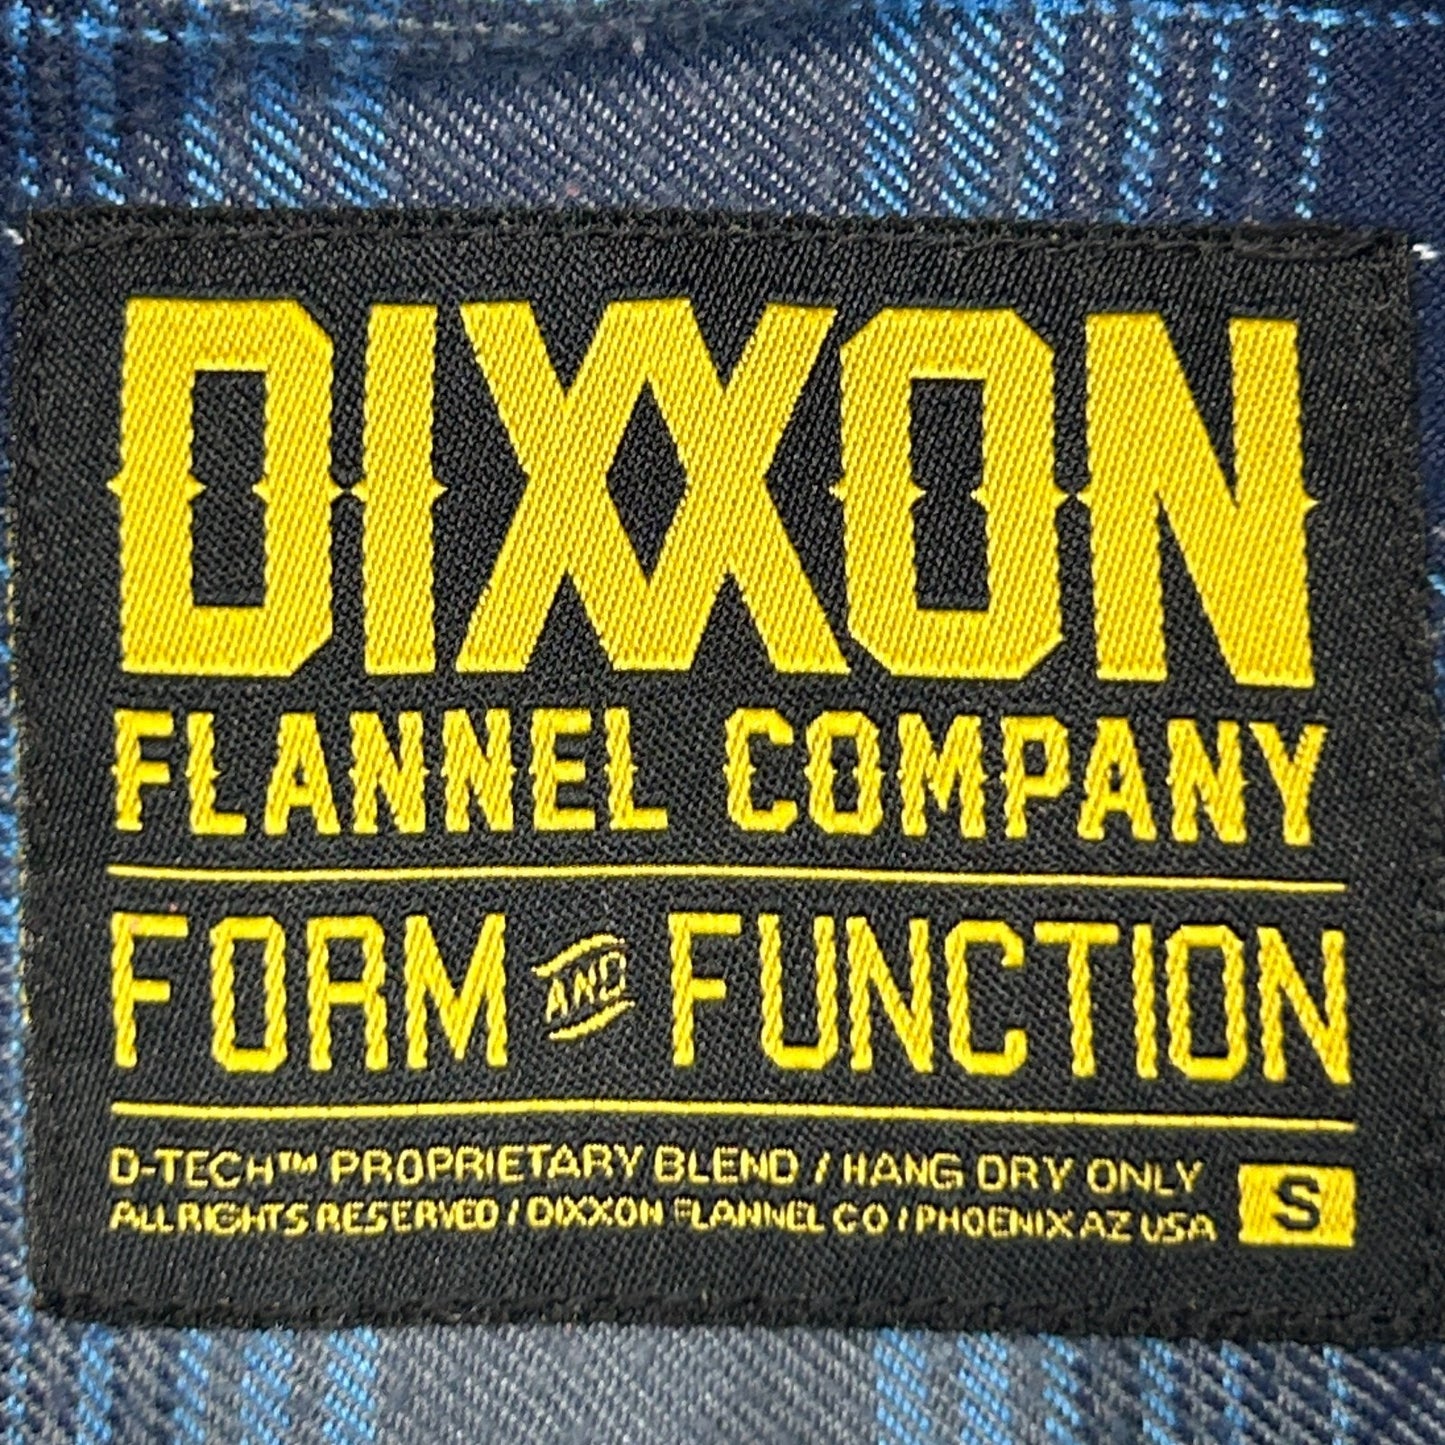 DIXXON
FLANNEL COMPANY
FORM AND FUNCTION
D-TECH™ PROPRIETARY BLEND / HANG DRY ONLY
ALL RIGHTS RESERVED / DIXXON FLANNEL CO / PHOENIX AZ USA
S